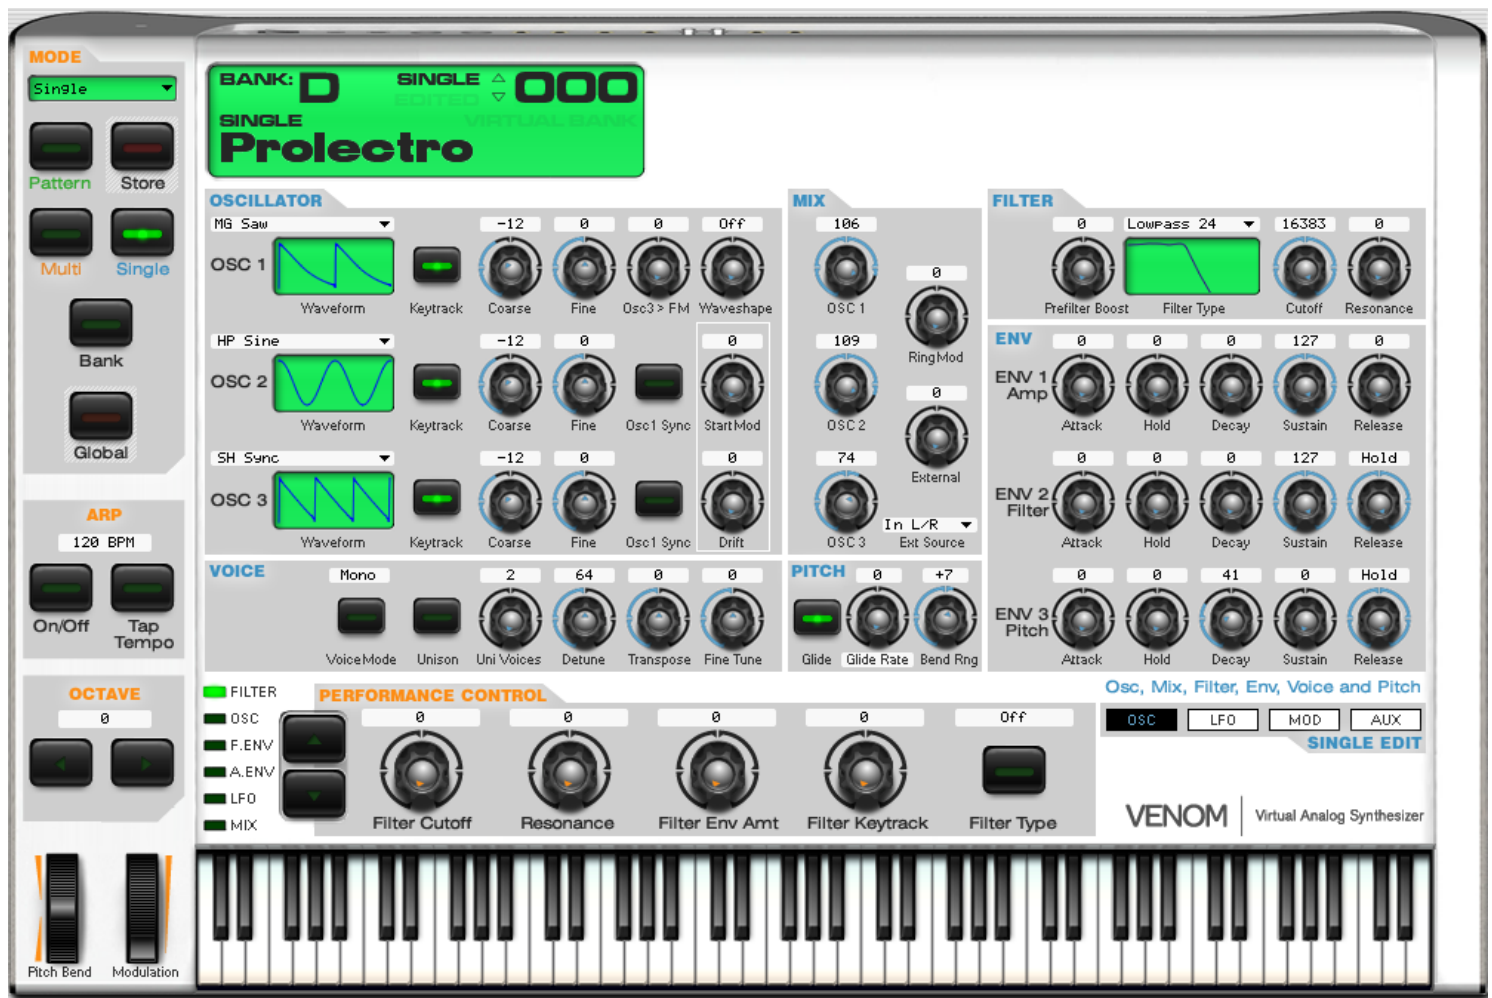 MODE
Single
Pattern Store
Multi Single
Bank
Global
ARP
120 BPM
On/Off Tap Tempo
OCTAVE
0
Pitch Bend Modulation
BANK: D SINGLE 000
EDITED
SINGLE VIRTUAL BANK
Prolectro
OSCILLATOR
MG Saw -12 0 0 Off
OSC 1
Waveform Keytrack Coarse Fine Osc3 > FM Waveshape
HP Sine -12 0 0
OSC 2
Waveform Keytrack Coarse Fine Osc1 Sync Start Mod
SH Sync -12 0 0
OSC 3
Waveform Keytrack Coarse Fine Osc1 Sync Drift
MIX
106
OSC 1
0
Ring Mod
109
OSC 2
0
External
74
OSC 3
In L/R
Ext Source
FILTER
0 Lowpass 24 16383 0
Prefilter Boost Filter Type Cutoff Resonance
ENV
0 0 0 127 0
ENV 1
Amp
Attack Hold Decay Sustain Release
0 0 0 127 Hold
ENV 2
Filter
Attack Hold Decay Sustain Release
0 0 41 0 Hold
ENV 3
Pitch
Attack Hold Decay Sustain Release
VOICE
Mono 2 64 0 0
Voice Mode Unison Uni Voices Detune Transpose Fine Tune
PITCH
0 +7
Glide Glide Rate Bend Rng
FILTER
OSC
F.ENV
A.ENV
LFO
MIX
PERFORMANCE CONTROL
0 0 0 0 Off
Filter Cutoff Resonance Filter Env Amt Filter Keytrack Filter Type
Osc, Mix, Filter, Env, Voice and Pitch
OSC LFO MOD AUX
SINGLE EDIT
VENOM Virtual Analog Synthesizer